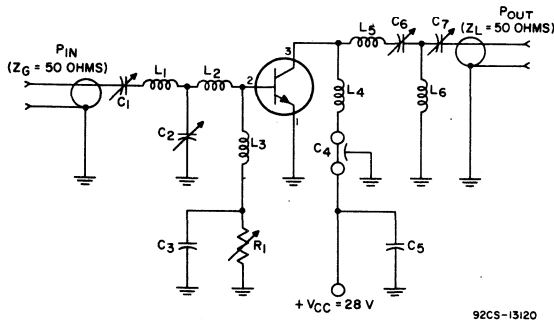 PIN
(ZG = 50 OHMS)
C1
L1
L2
2
3
1
C2
L3
C3
R1
L5
C6
C7
POUT
(ZL = 50 OHMS)
L4
L6
C4
C5
+ VCC = 28 V
92CS-13120